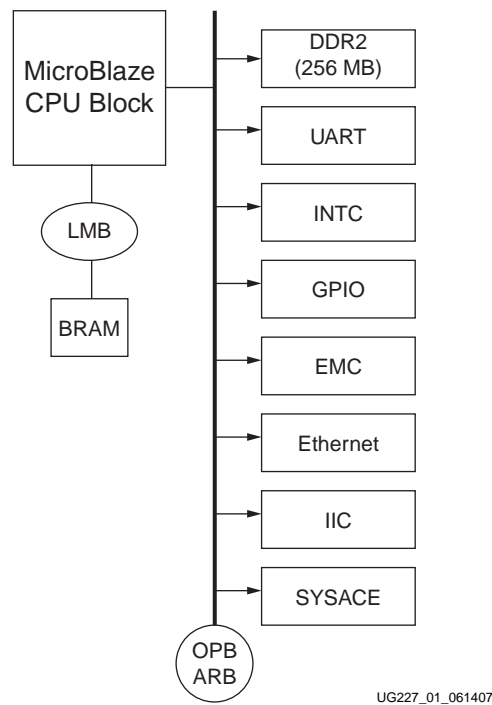 MicroBlaze
CPU Block
LMB
BRAM
DDR2
(256 MB)
UART
INTC
GPIO
EMC
Ethernet
IIC
SYSACE
OPB
ARB
UG227_01_061407